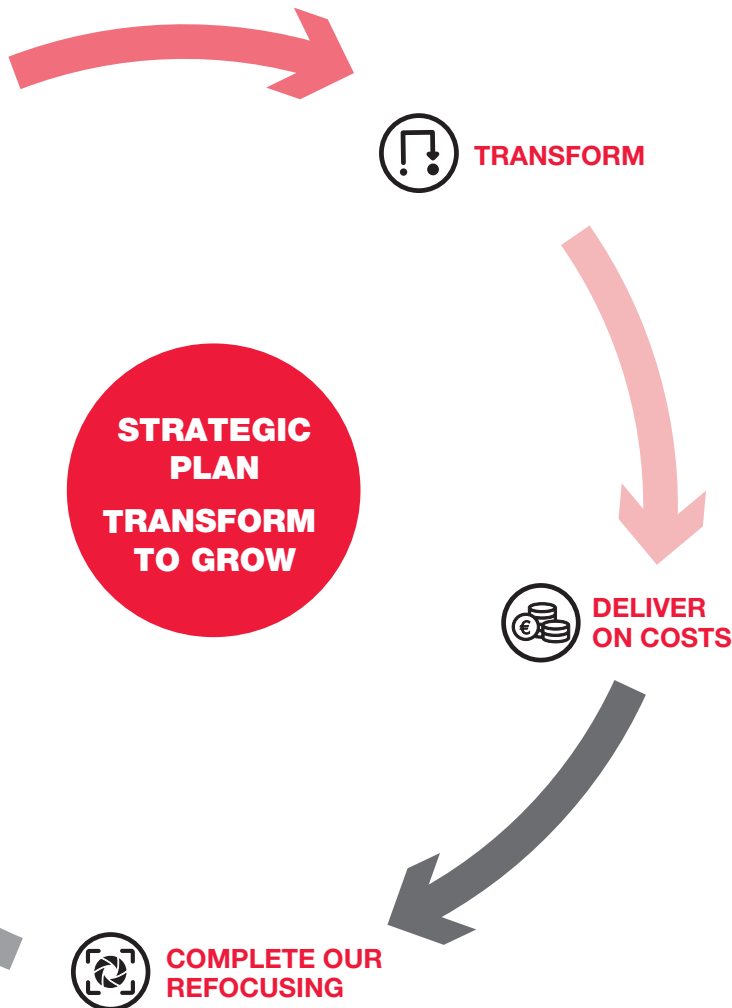 TRANSFORM
STRATEGIC
PLAN
TRANSFORM
TO GROW
€
DELIVER
ON COSTS
COMPLETE OUR
REFOCUSING